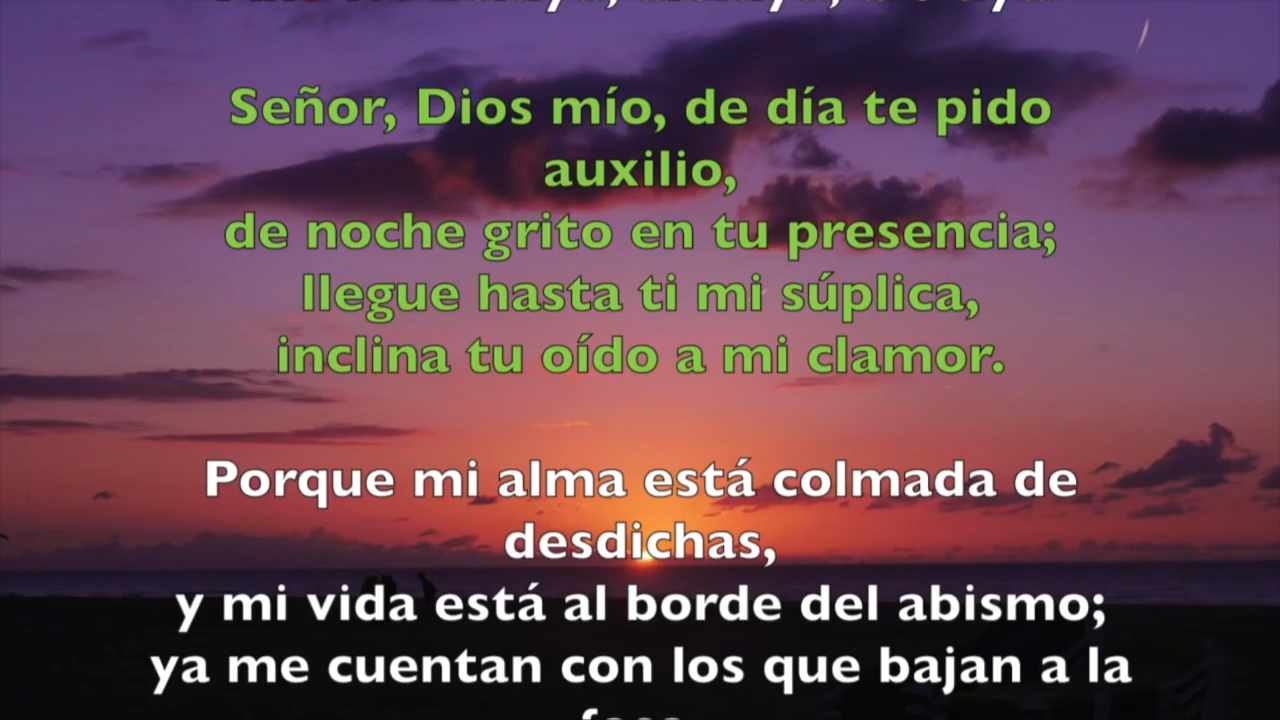 Señor, Dios mío, de día te pido
auxilio,
de noche grito en tu presencia;
llegue hasta ti mi súplica,
inclina tu oído a mi clamor.
Porque mi alma está colmada de
desdichas,
y mi vida está al borde del abismo;
ya me cuentan con los que bajan a la